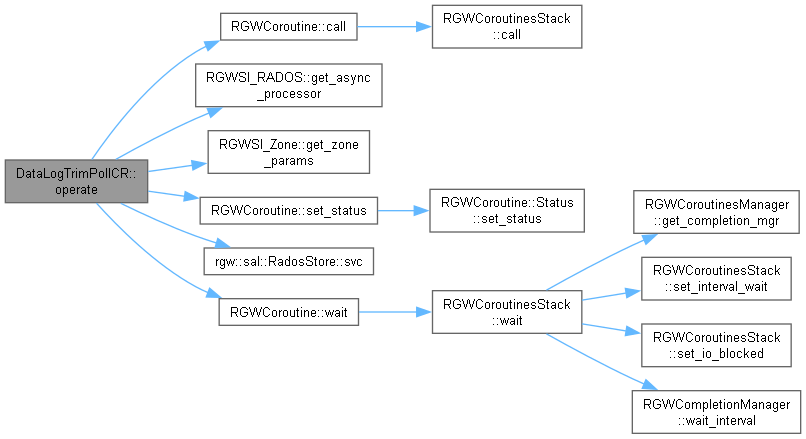 RGWCoroutine::call
RGWCoroutinesStack
::call
RGWSI_RADOS::get_async
_processor
RGWSI_Zone::get_zone
_params
DataLogTrimPollCR::
operate
RGWCoroutine::set_status
RGWCoroutine::Status
::set_status
rgw::sal::RadosStore::svc
RGWCoroutine::wait
RGWCoroutinesStack
::wait
RGWCoroutinesManager
::get_completion_mgr
RGWCoroutinesStack
::set_interval_wait
RGWCoroutinesStack
::set_io_blocked
RGWCompletionManager
::wait_interval